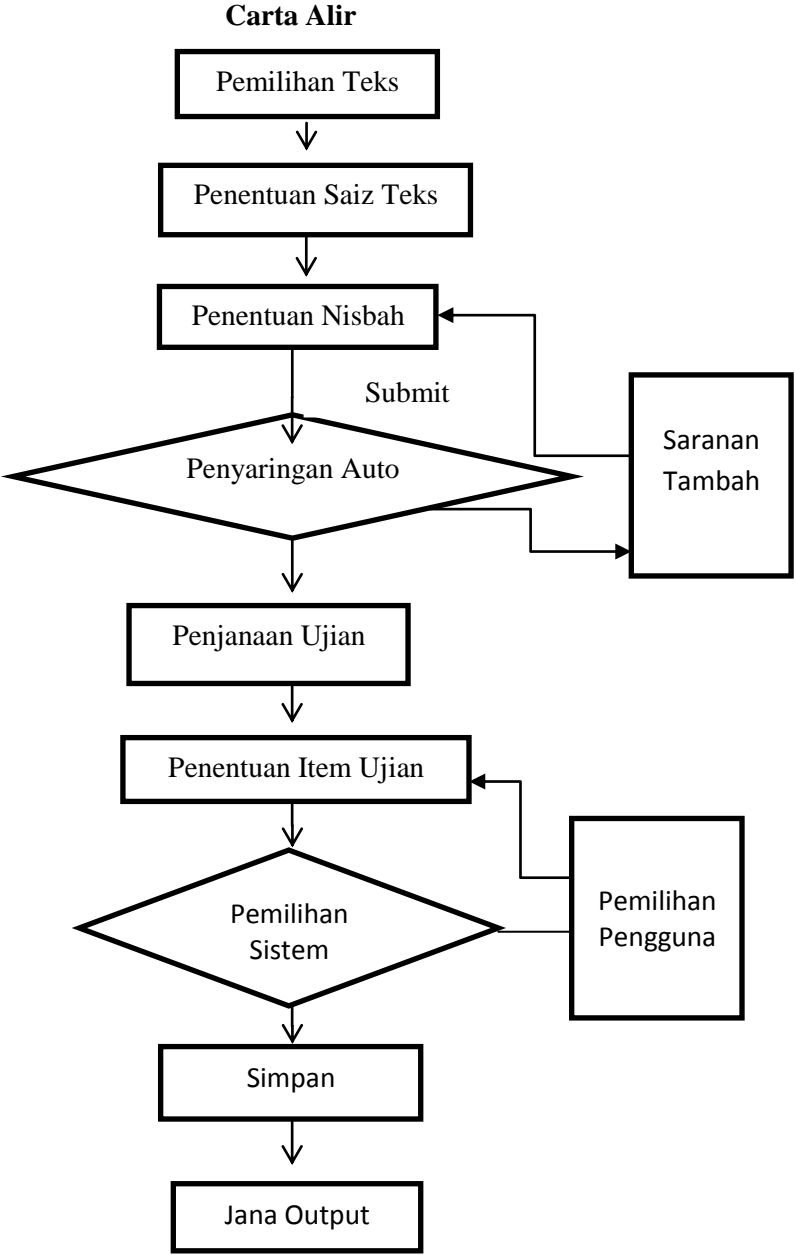 Carta Alir
Pemilihan Teks
Penentuan Saiz Teks
Penentuan Nisbah
Submit
Saranan
Tambah
Penyaringan Auto
Penjanaan Ujian
Penentuan Item Ujian
Pemilihan
Sistem
Pemilihan
Pengguna
Simpan
Jana Output